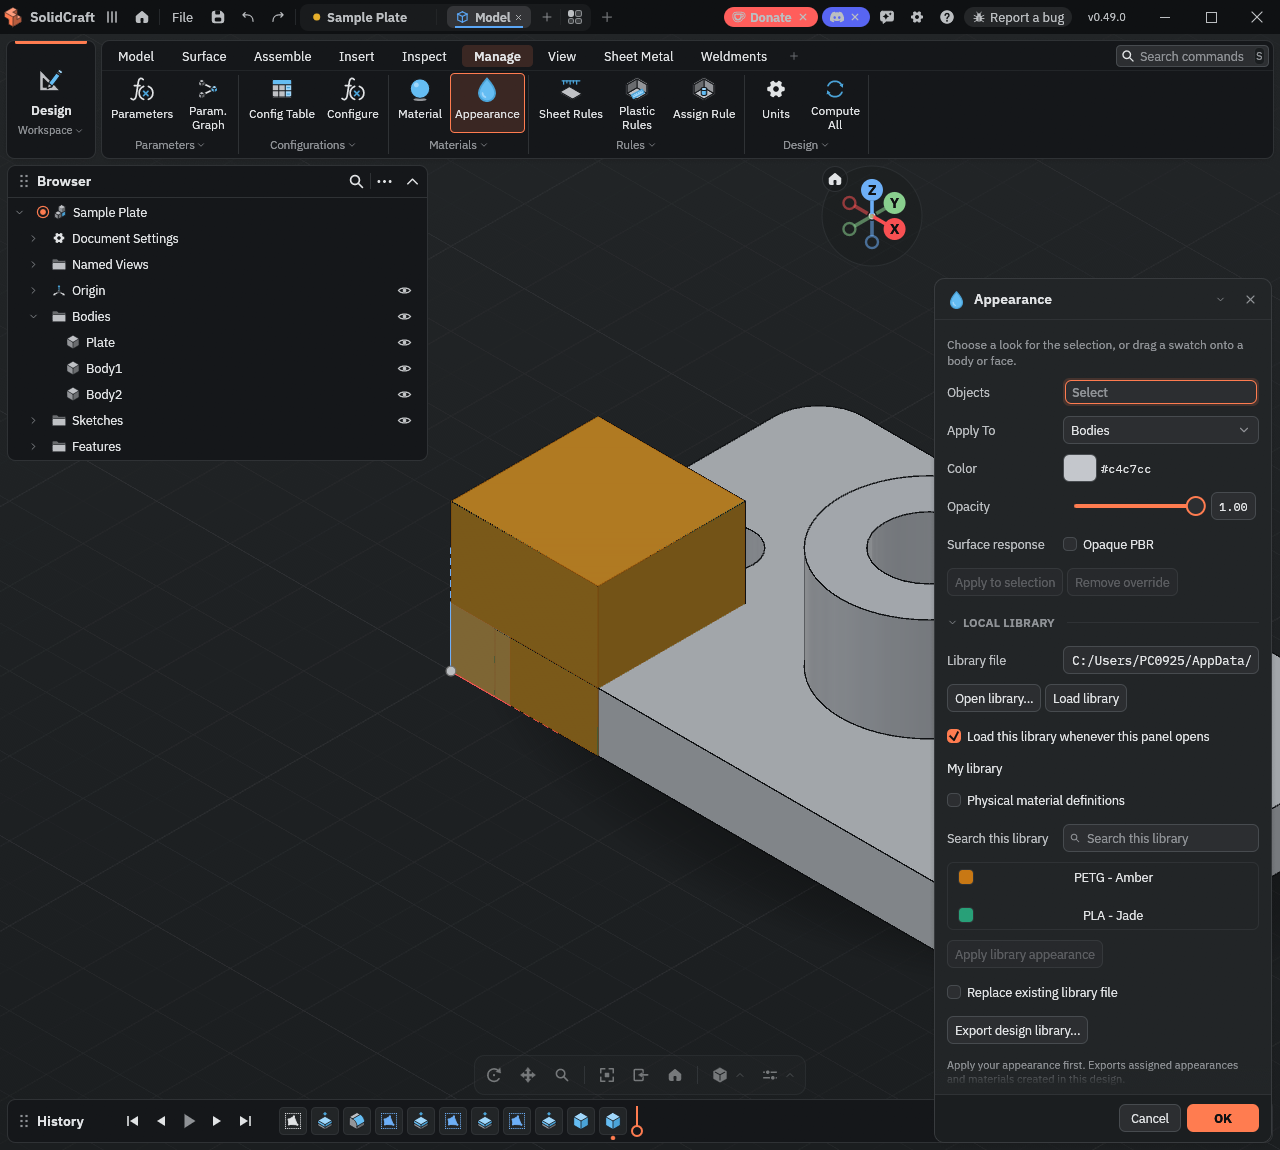 SolidCraft
File
Sample Plate
Model
Donate
Report a bug
v0.49.0
Model
Surface
Assemble
Insert
Inspect
Manage
View
Sheet Metal
Weldments
Search commands
S
Design
Workspace
Parameters
Param.
Graph
Config Table
Configure
Material
Appearance
Sheet Rules
Plastic
Rules
Assign Rule
Units
Compute
All
Parameters
Configurations
Materials
Rules
Design
Browser
Sample Plate
Document Settings
Named Views
Origin
Bodies
Plate
Body1
Body2
Sketches
Features
Z
Y
X
Appearance
Choose a look for the selection, or drag a swatch onto a
body or face.
Objects
Select
Apply To
Bodies
Color
#c4c7cc
Opacity
1.00
Surface response
Opaque PBR
Apply to selection
Remove override
LOCAL LIBRARY
Library file
C:/Users/PC0925/AppData/
Open library...
Load library
Load this library whenever this panel opens
My library
Physical material definitions
Search this library
Search this library
PETG - Amber
PLA - Jade
Apply library appearance
Replace existing library file
Export design library...
Apply your appearance first. Exports assigned appearances
and materials created in this design.
Cancel
OK
History